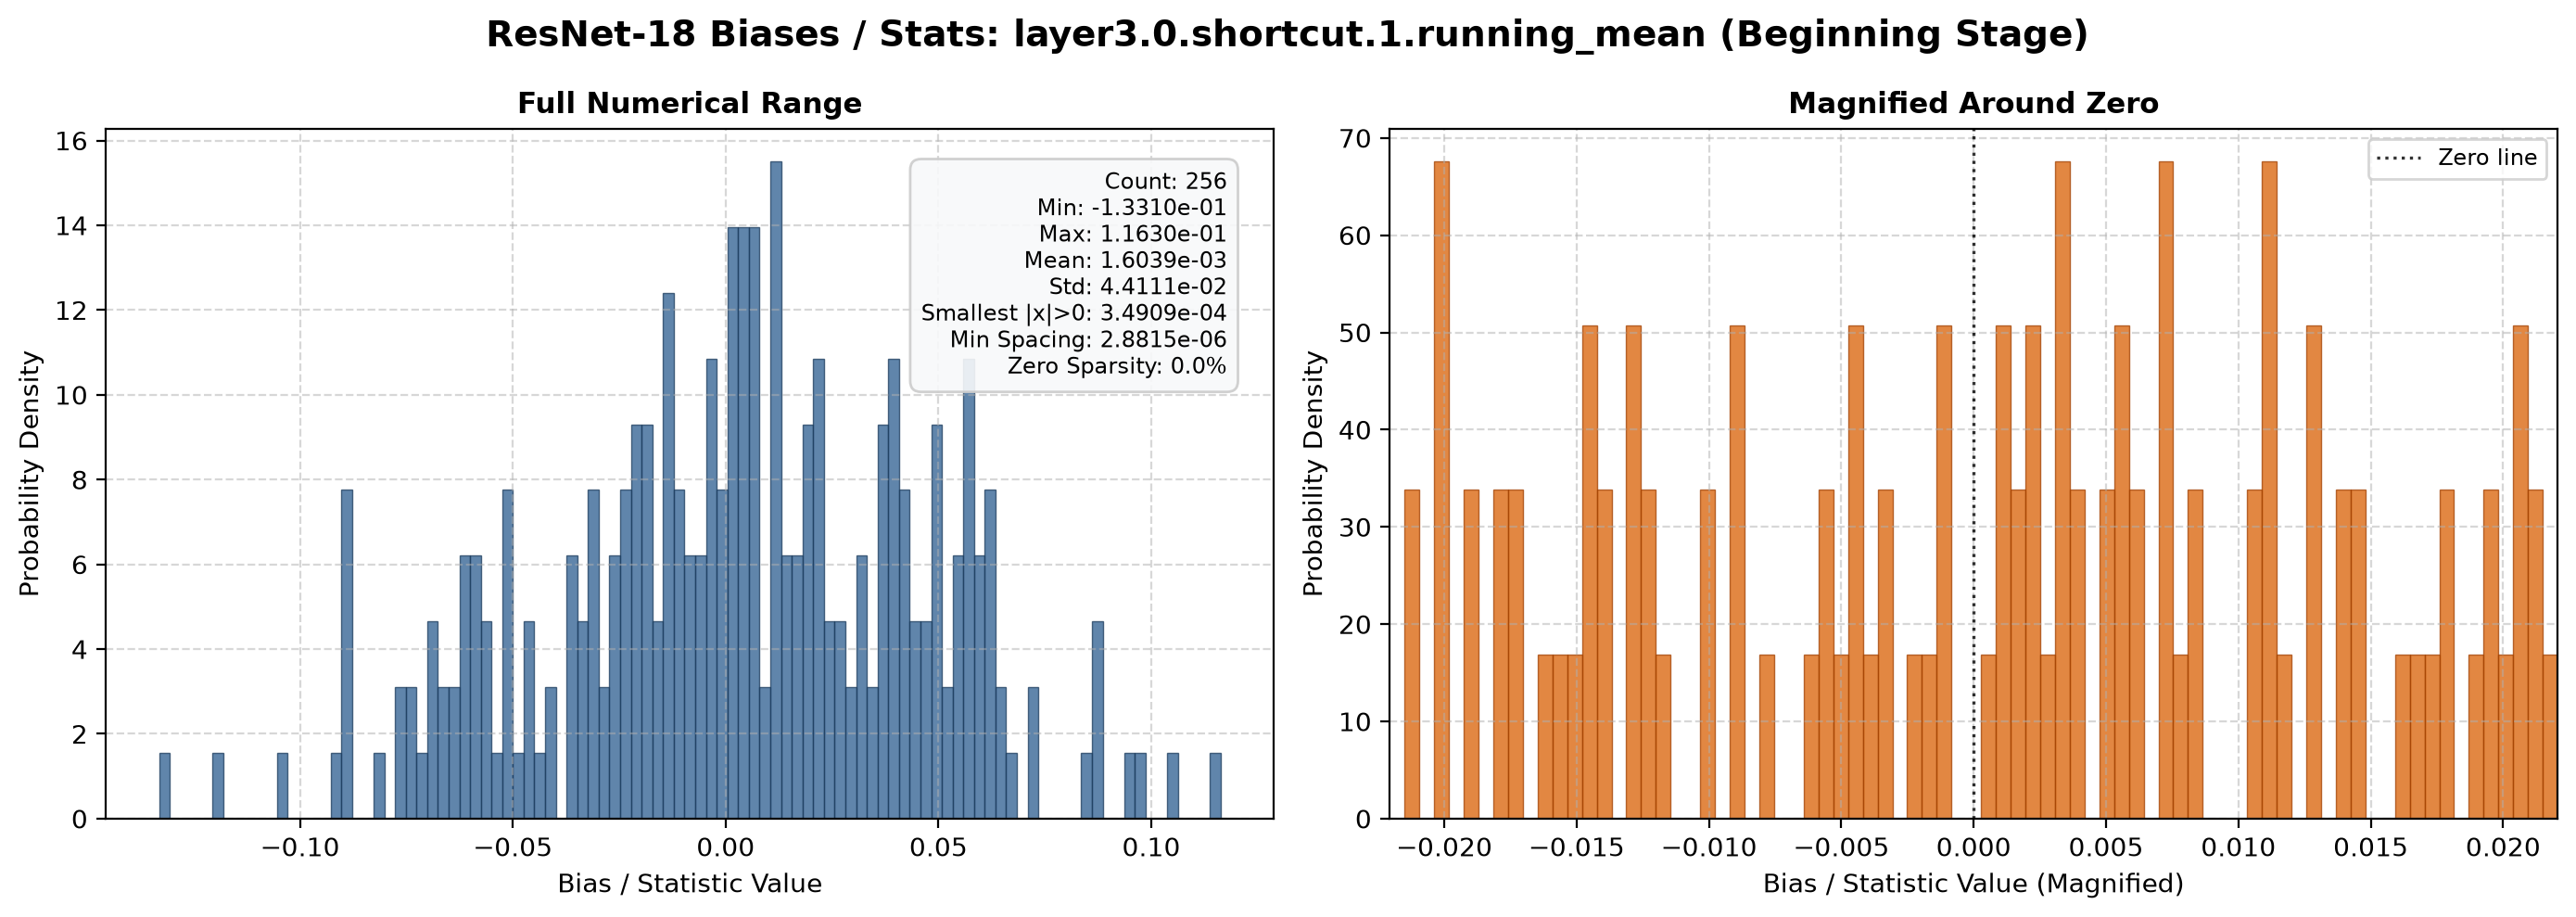 ResNet-18 Biases / Stats: layer3.0.shortcut.1.running_mean (Beginning Stage)
Full Numerical Range
16
14
12
10
8
6
4
2
0
Probability Density
Count: 256
Min: -1.3310e-01
Max: 1.1630e-01
Mean: 1.6039e-03
Std: 4.4111e-02
Smallest |x|>0: 3.4909e-04
Min Spacing: 2.8815e-06
Zero Sparsity: 0.0%
−0.10 −0.05 0.00 0.05 0.10
Bias / Statistic Value
Magnified Around Zero
70
60
50
40
30
20
10
0
Probability Density
Zero line
−0.020 −0.015 −0.010 −0.005 0.000 0.005 0.010 0.015 0.020
Bias / Statistic Value (Magnified)